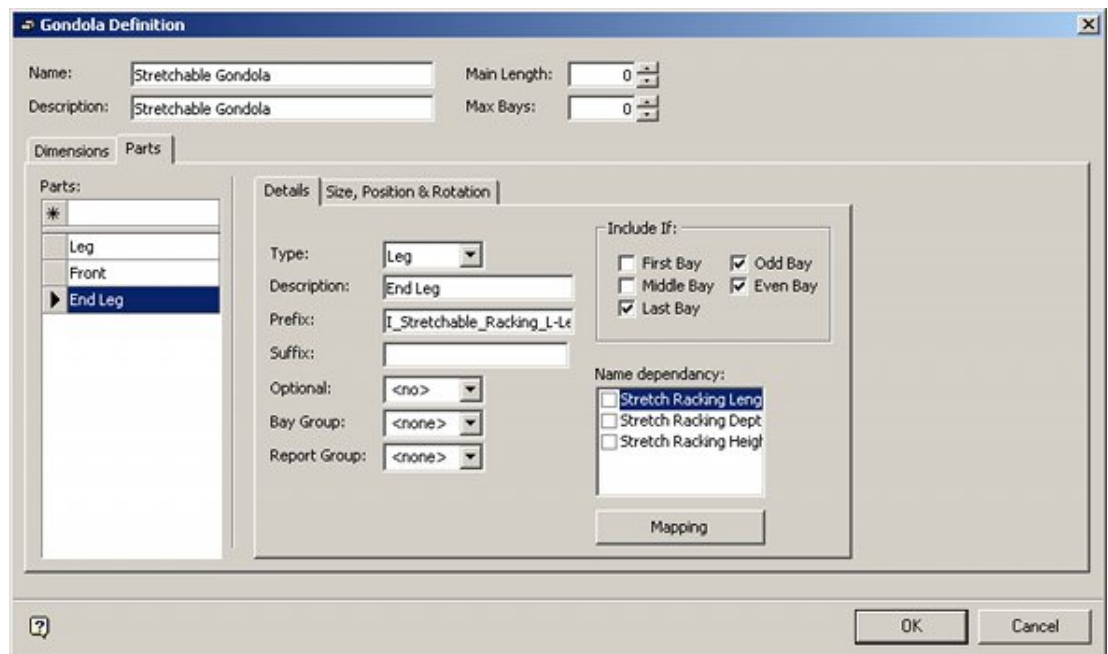 Gondola Definition
Name: Stretchable Gondola Main Length: 0
Description: Stretchable Gondola Max Bays: 0
Dimensions Parts
Parts:
Leg
Front
End Leg
Details Size, Position & Rotation
Type: Leg
Description: End Leg
Prefix: I_Stretchable_Racking_L-Le
Suffix:
Optional: <no>
Bay Group: <none>
Report Group: <none>
Include If:
First Bay Odd Bay
Middle Bay Even Bay
Last Bay
Name dependancy:
Stretch Racking Leng
Stretch Racking Dept
Stretch Racking Heigh
Mapping
OK Cancel